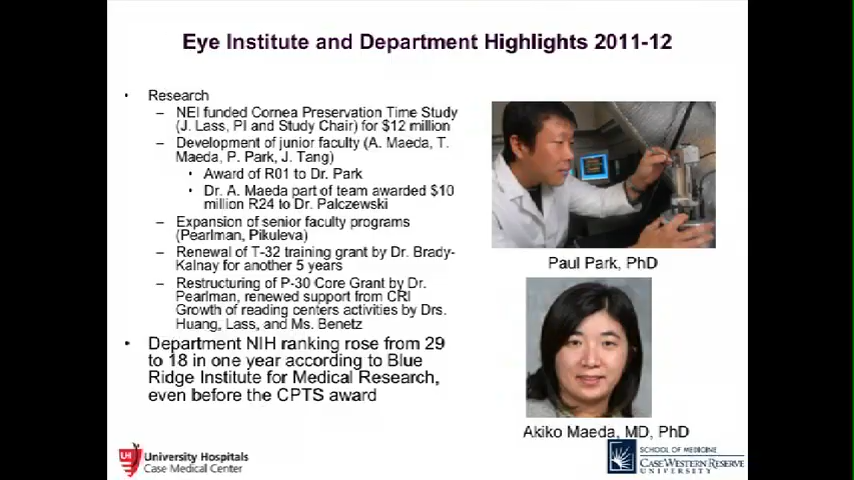 Eye Institute and Department Highlights 2011-12
• Research
– NEI funded Cornea Preservation Time Study
(J. Lass, PI and Study Chair) for $12 million
– Development of junior faculty (A. Maeda, T.
Maeda, P. Park, J. Tang)
• Award of R01 to Dr. Park
• Dr. A. Maeda part of team awarded $10
million R24 to Dr. Palczewski
– Expansion of senior faculty programs
(Pearlman, Pikuleva)
– Renewal of T-32 training grant by Dr. Brady-
Kalnay for another 5 years
– Restructuring of P-30 Core Grant by Dr.
Pearlman, renewed support from CRI
Growth of reading centers activities by Drs.
Huang, Lass, and Ms. Benetz
• Department NIH ranking rose from 29
to 18 in one year according to Blue
Ridge Institute for Medical Research,
even before the CPTS award
Paul Park, PhD
Akiko Maeda, MD, PhD
UH University Hospitals
Case Medical Center
SCHOOL OF MEDICINE
CASE WESTERN RESERVE
UNIVERSITY